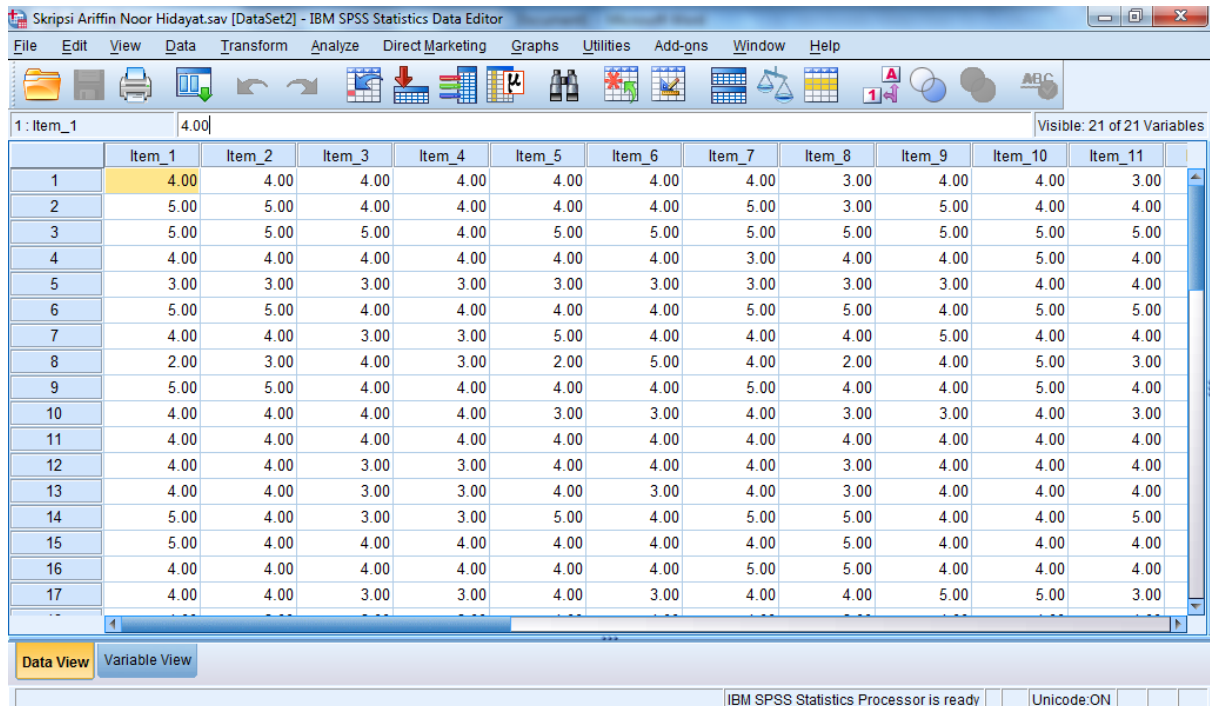 Skripsi Ariffin Noor Hidayat.sav [DataSet2] - IBM SPSS Statistics Data Editor
File Edit View Data Transform Analyze Direct Marketing Graphs Utilities Add-ons Window Help
A
1
ABC
1 : Item_1 4.00 Visible: 21 of 21 Variables
Item_1 Item_2 Item_3 Item_4 Item_5 Item_6 Item_7 Item_8 Item_9 Item_10 Item_11
1 4.00 4.00 4.00 4.00 4.00 4.00 4.00 3.00 4.00 4.00 3.00
2 5.00 5.00 4.00 4.00 4.00 4.00 5.00 3.00 5.00 4.00 4.00
3 5.00 5.00 5.00 4.00 5.00 5.00 5.00 5.00 5.00 5.00 5.00
4 4.00 4.00 4.00 4.00 4.00 4.00 3.00 4.00 4.00 5.00 4.00
5 3.00 3.00 3.00 3.00 3.00 3.00 3.00 3.00 3.00 4.00 4.00
6 5.00 5.00 4.00 4.00 4.00 4.00 5.00 5.00 4.00 5.00 5.00
7 4.00 4.00 3.00 3.00 5.00 4.00 4.00 4.00 5.00 4.00 4.00
8 2.00 3.00 4.00 3.00 2.00 5.00 4.00 2.00 4.00 5.00 3.00
9 5.00 5.00 4.00 4.00 4.00 4.00 5.00 4.00 4.00 5.00 4.00
10 4.00 4.00 4.00 4.00 3.00 3.00 4.00 3.00 3.00 4.00 3.00
11 4.00 4.00 4.00 4.00 4.00 4.00 4.00 4.00 4.00 4.00 4.00
12 4.00 4.00 3.00 3.00 4.00 4.00 4.00 3.00 4.00 4.00 4.00
13 4.00 4.00 3.00 3.00 4.00 3.00 4.00 3.00 4.00 4.00 4.00
14 5.00 4.00 3.00 3.00 5.00 4.00 5.00 5.00 4.00 4.00 5.00
15 5.00 4.00 4.00 4.00 4.00 4.00 4.00 5.00 4.00 4.00 4.00
16 4.00 4.00 4.00 4.00 4.00 4.00 5.00 5.00 4.00 4.00 4.00
17 4.00 4.00 3.00 3.00 4.00 3.00 4.00 4.00 5.00 5.00 3.00
Data View Variable View
IBM SPSS Statistics Processor is ready Unicode:ON